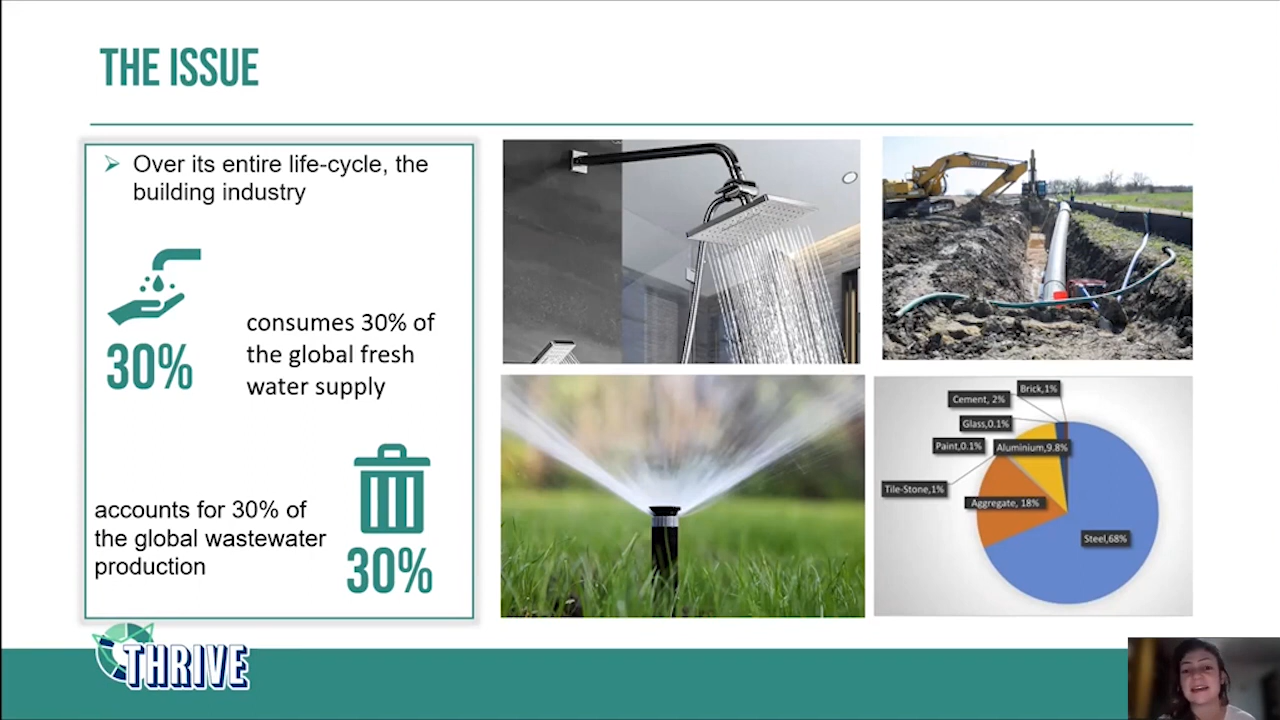 THE ISSUE
➢ Over its entire life-cycle, the
building industry
30%
consumes 30% of
the global fresh
water supply
accounts for 30% of
the global wastewater
production
30%
Brick,1%
Cement, 2%
Glass,0.1%
Paint,0.1%
Aluminium,9.8%
Tile-Stone,1%
Aggregate, 18%
Steel,68%
THRIVE